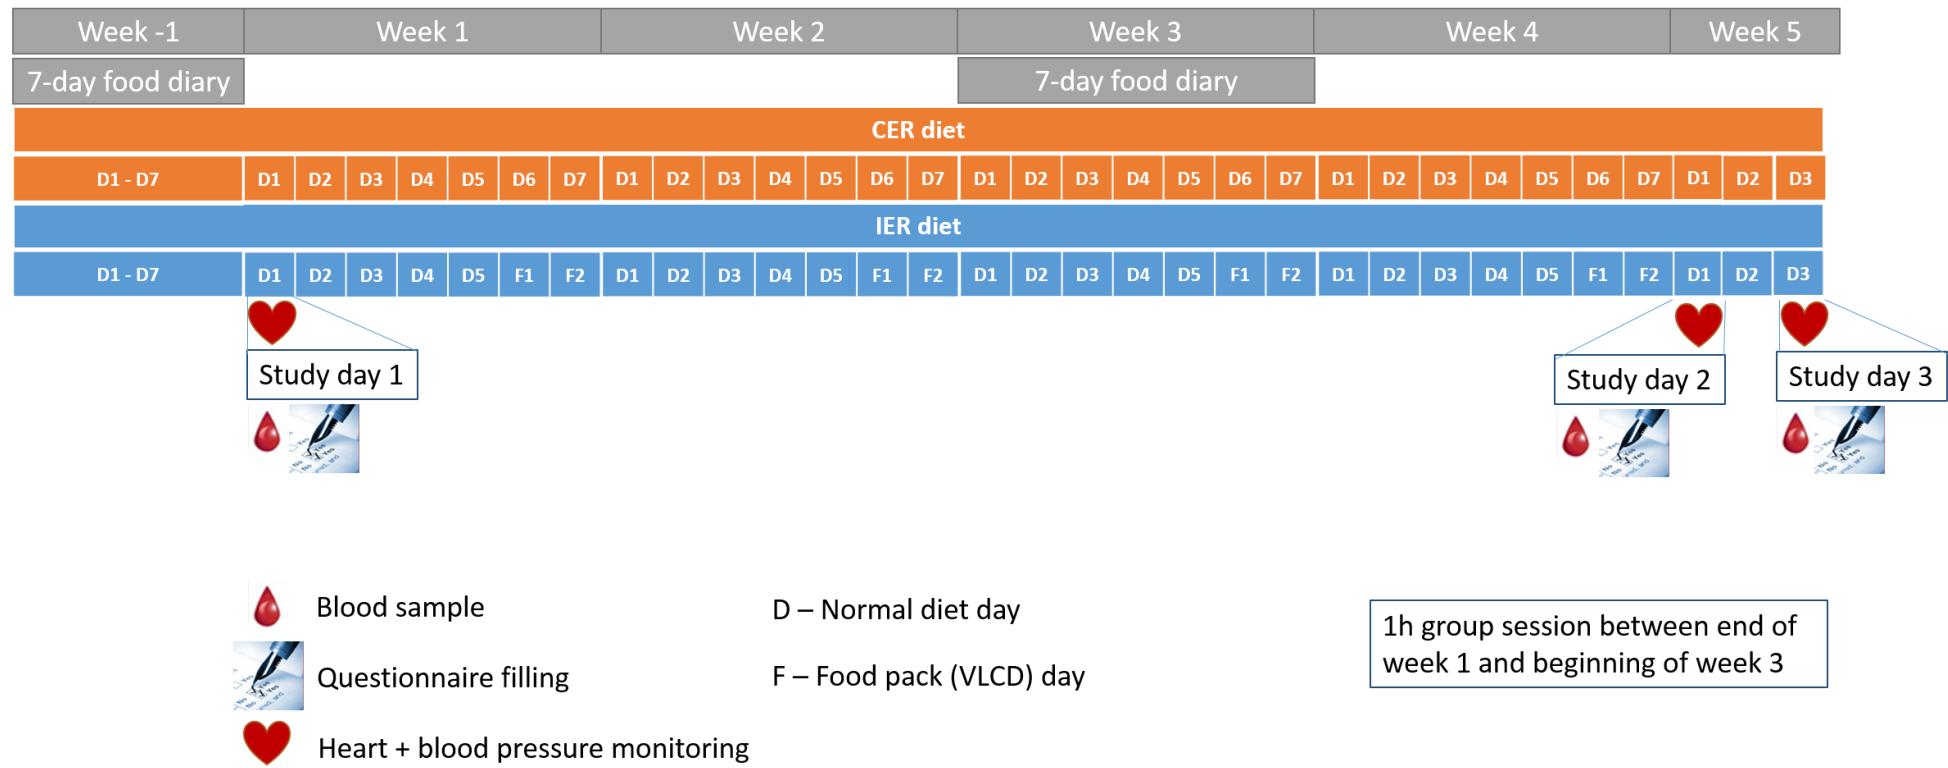 Week -1 Week 1 Week 2 Week 3 Week 4 Week 5
7-day food diary 7-day food diary
CER diet
D1 - D7 D1 D2 D3 D4 D5 D6 D7 D1 D2 D3 D4 D5 D6 D7 D1 D2 D3 D4 D5 D6 D7 D1 D2 D3 D4 D5 D6 D7 D1 D2 D3
IER diet
D1 - D7 D1 D2 D3 D4 D5 F1 F2 D1 D2 D3 D4 D5 F1 F2 D1 D2 D3 D4 D5 F1 F2 D1 D2 D3 D4 D5 F1 F2 D1 D2 D3
Study day 1
Study day 2
Study day 3
Blood sample
Questionnaire filling
Heart + blood pressure monitoring
D – Normal diet day
F – Food pack (VLCD) day
1h group session between end of
week 1 and beginning of week 3